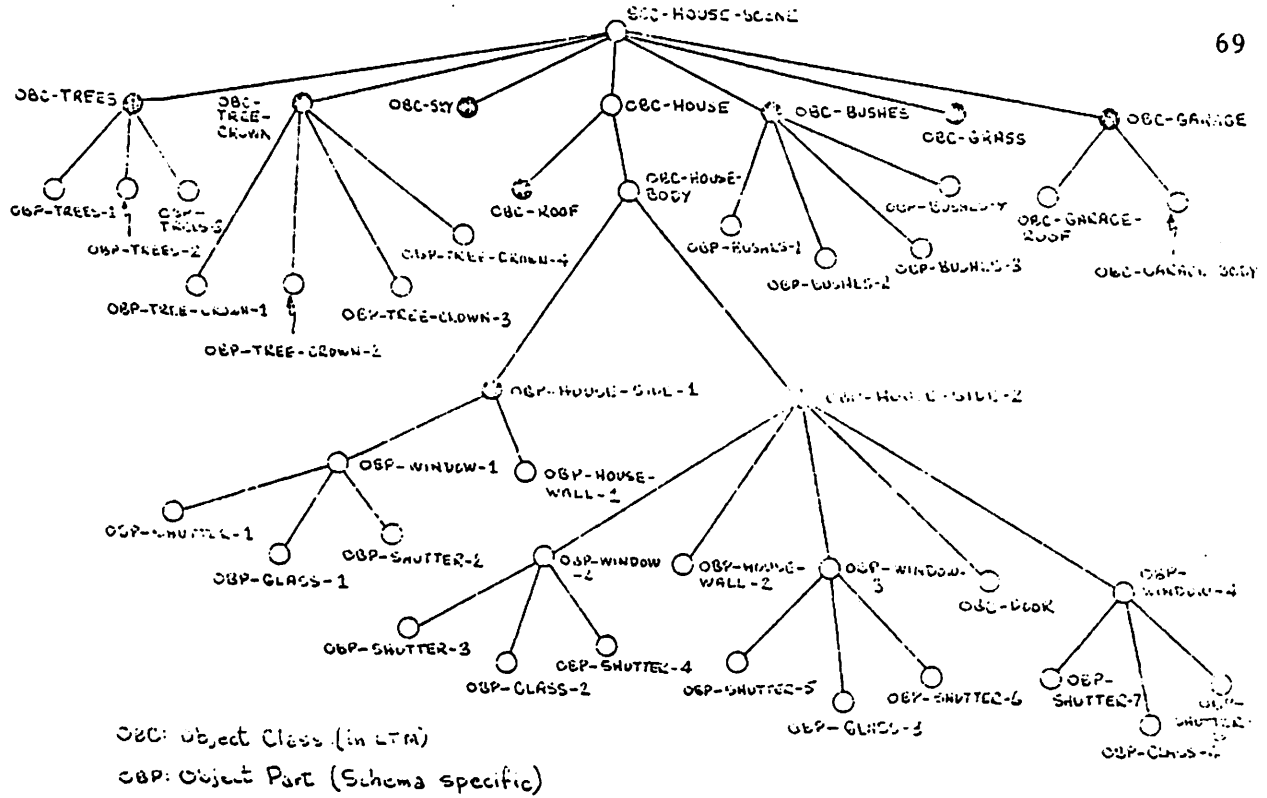 69
SCC-HOUSE-SCENE
OBC-TREES
OBC-
TREE-
CROWN
OBC-SKY
OBC-HOUSE
OBC-BUSHES
OBC-GRASS
OBC-GARAGE
OBP-TREES-1
OBP-
TREES-3
OBP-TREES-2
OBC-ROOF
OBC-HOUSE-
BODY
OBP-BUSHES-4
OBC-GARAGE-
ROOF
OBP-BUSHES-1
OBP-BUSHES-2
OBP-BUSHES-3
OBC-GARAGE BODY
OBP-TREE-CROWN-4
OBP-TREE-CROWN-1
OBP-TREE-CROWN-3
OBP-TREE-CROWN-2
OBP-HOUSE-SIDE-1
OBP-HOUSE-SIDE-2
OBP-WINDOW-1
OBP-HOUSE-
WALL-1
OBP-SHUTTER-1
OBP-GLASS-1
OBP-SHUTTER-2
OBP-WINDOW
-2
OBP-HOUSE-
WALL-2
OBP-WINDOW-
3
OBC-DOOR
OBP-
WINDOW-4
OBP-SHUTTER-3
OBP-GLASS-2
OBP-SHUTTER-4
OBP-SHUTTER-5
OBP-GLASS-3
OBP-SHUTTER-6
OBP-
SHUTTER-7
OBP-GLASS-4
OBP-
SHUTTER-
OBC: Object Class (in LTM)
OBP: Object Part (Schema specific)